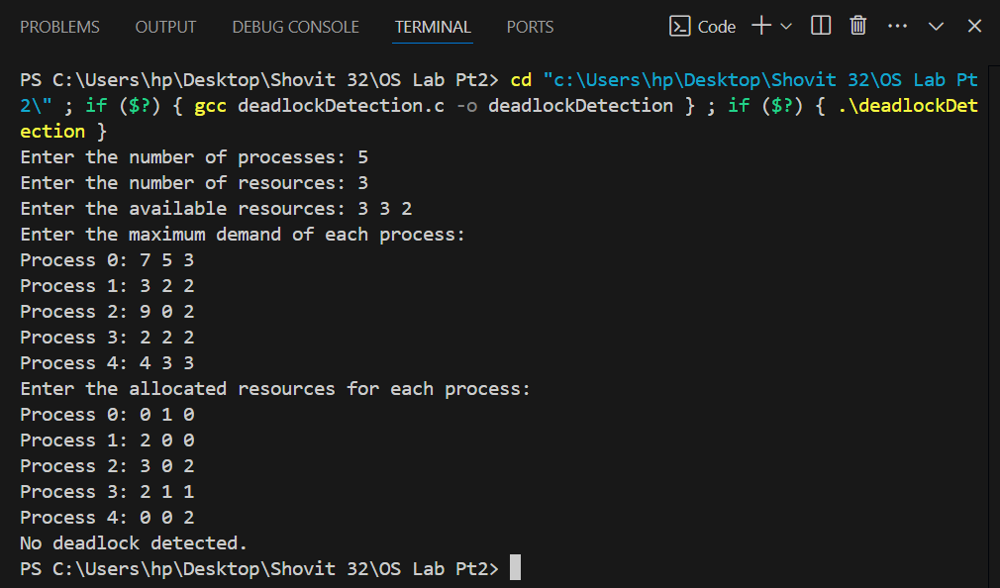 PROBLEMS OUTPUT DEBUG CONSOLE TERMINAL PORTS Code
PS C:\Users\hp\Desktop\Shovit 32\OS Lab Pt2> cd "c:\Users\hp\Desktop\Shovit 32\OS Lab Pt
2\" ; if ($?) { gcc deadlockDetection.c -o deadlockDetection } ; if ($?) { .\deadlockDet
ection }
Enter the number of processes: 5
Enter the number of resources: 3
Enter the available resources: 3 3 2
Enter the maximum demand of each process:
Process 0: 7 5 3
Process 1: 3 2 2
Process 2: 9 0 2
Process 3: 2 2 2
Process 4: 4 3 3
Enter the allocated resources for each process:
Process 0: 0 1 0
Process 1: 2 0 0
Process 2: 3 0 2
Process 3: 2 1 1
Process 4: 0 0 2
No deadlock detected.
PS C:\Users\hp\Desktop\Shovit 32\OS Lab Pt2>